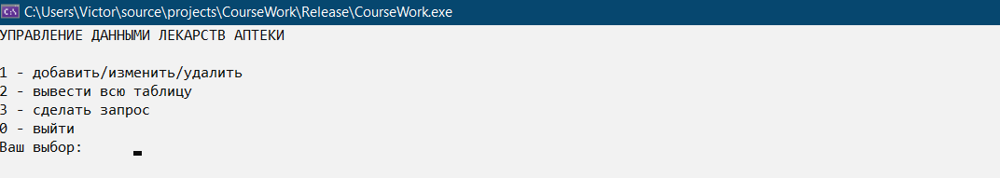 C:\Users\Victor\source\projects\CourseWork\Release\CourseWork.exe
УПРАВЛЕНИЕ ДАННЫМИ ЛЕКАРСТВ АПТЕКИ
1 - добавить/изменить/удалить
2 - вывести всю таблицу
3 - сделать запрос
0 - выйти
Ваш выбор: